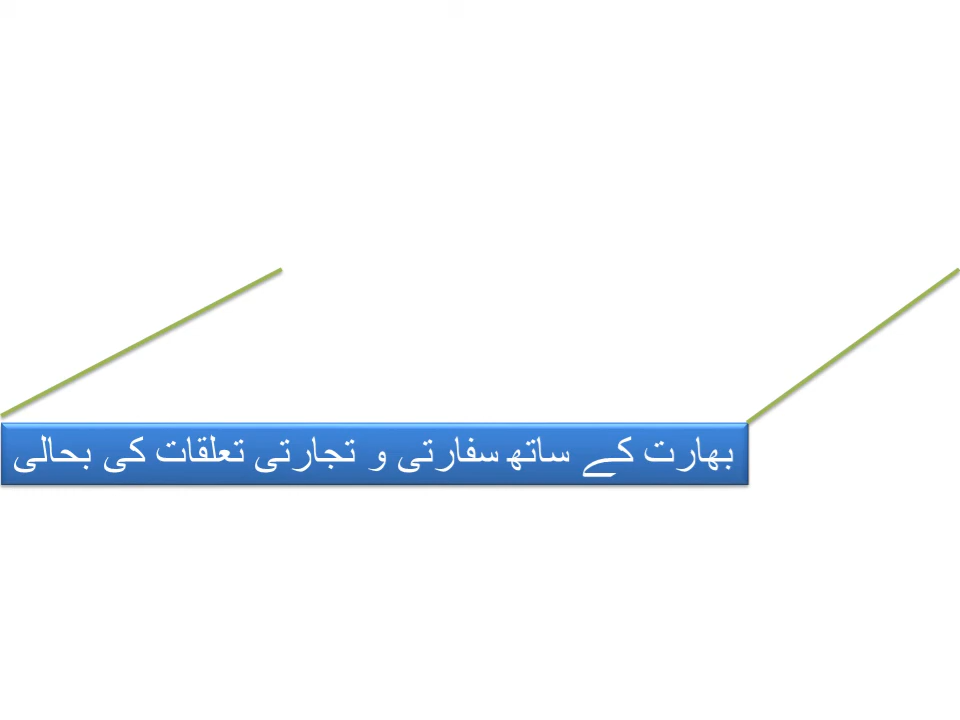 بھارت کے ساتھ سفارتی و تجارتی تعلقات کی بحالی